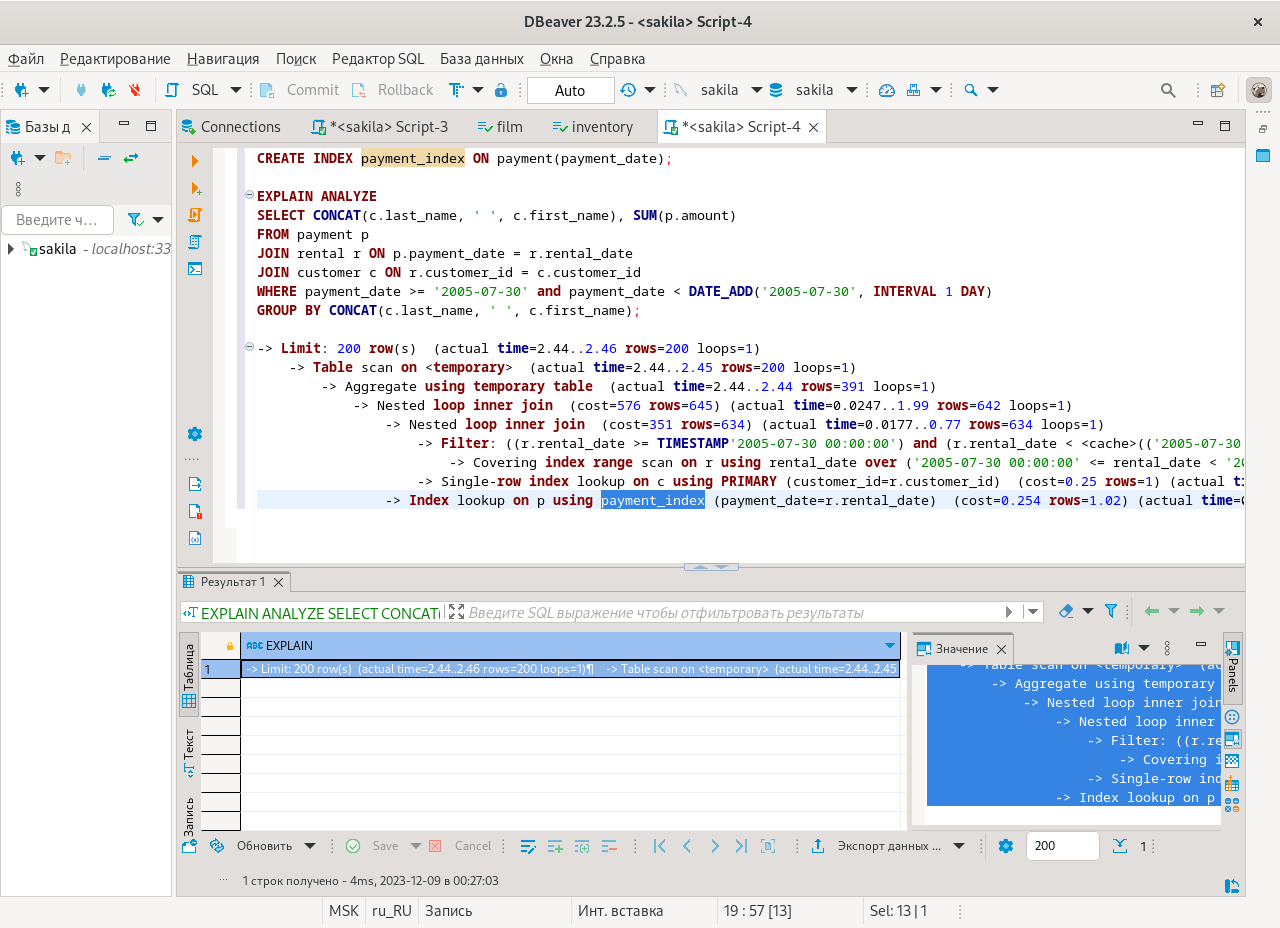 DBeaver 23.2.5 - <sakila> Script-4
Файл Редактирование Навигация Поиск Редактор SQL База данных Окна Справка
SQL Commit Rollback Auto sakila sakila
Базы д
Connections *<sakila> Script-3 film inventory *<sakila> Script-4
Введите ч...
sakila - localhost:33
CREATE INDEX payment_index ON payment(payment_date);
EXPLAIN ANALYZE
SELECT CONCAT(c.last_name, ' ', c.first_name), SUM(p.amount)
FROM payment p
JOIN rental r ON p.payment_date = r.rental_date
JOIN customer c ON r.customer_id = c.customer_id
WHERE payment_date >= '2005-07-30' and payment_date < DATE_ADD('2005-07-30', INTERVAL 1 DAY)
GROUP BY CONCAT(c.last_name, ' ', c.first_name);
-> Limit: 200 row(s)  (actual time=2.44..2.46 rows=200 loops=1)
-> Table scan on <temporary>  (actual time=2.44..2.45 rows=200 loops=1)
-> Aggregate using temporary table  (actual time=2.44..2.44 rows=391 loops=1)
-> Nested loop inner join  (cost=576 rows=645) (actual time=0.0247..1.99 rows=642 loops=1)
-> Nested loop inner join  (cost=351 rows=634) (actual time=0.0177..0.77 rows=634 loops=1)
-> Filter: ((r.rental_date >= TIMESTAMP'2005-07-30 00:00:00') and (r.rental_date < <cache>(('2005-07-30
-> Covering index range scan on r using rental_date over ('2005-07-30 00:00:00' <= rental_date < '20
-> Single-row index lookup on c using PRIMARY (customer_id=r.customer_id)  (cost=0.25 rows=1) (actual ti
-> Index lookup on p using payment_index (payment_date=r.rental_date)  (cost=0.254 rows=1.02) (actual time=0
Результат 1
EXPLAIN ANALYZE SELECT CONCAT( Введите SQL выражение чтобы отфильтровать результаты
Таблица
Текст
Запись
ABC EXPLAIN
1 -> Limit: 200 row(s)  (actual time=2.44..2.46 rows=200 loops=1)¶    -> Table scan on <temporary>  (actual time=2.44..2.45
Значение
-> Table scan on <temporary>  (ac
-> Aggregate using temporary
-> Nested loop inner join
-> Nested loop inner
-> Filter: ((r.re
-> Covering i
-> Single-row ind
-> Index lookup on p
Panels
Обновить Save Cancel Экспорт данных ... 200 1
1 строк получено - 4ms, 2023-12-09 в 00:27:03
MSK ru_RU Запись Инт. вставка 19 : 57 [13] Sel: 13 | 1